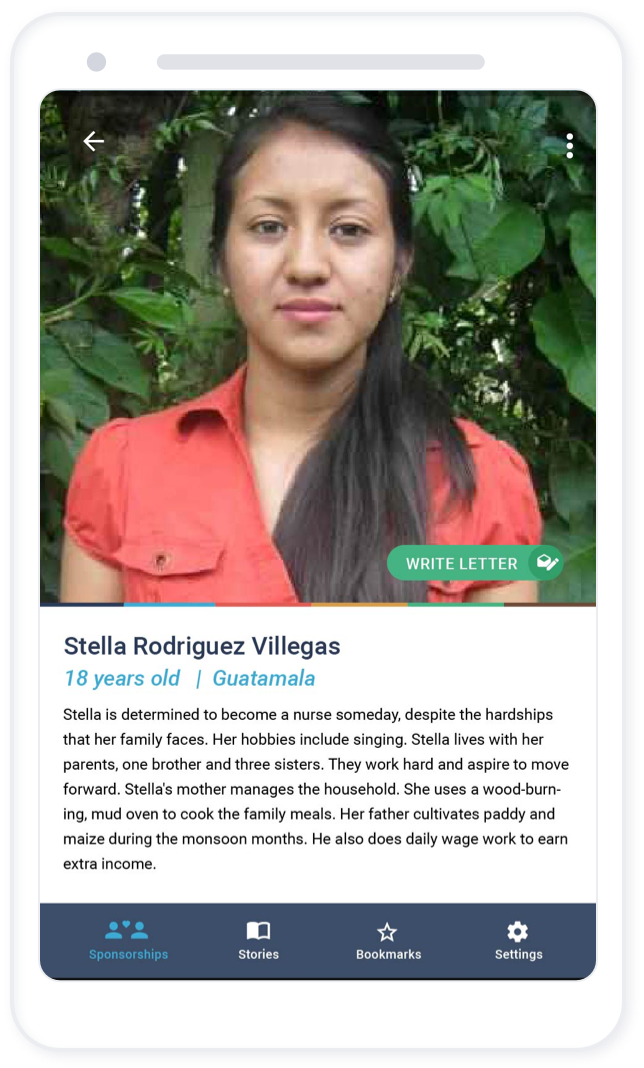 WRITE LETTER
Stella Rodriguez Villegas
18 years old | Guatamala
Stella is determined to become a nurse someday, despite the hardships
that her family faces. Her hobbies include singing. Stella lives with her
parents, one brother and three sisters. They work hard and aspire to move
forward. Stella's mother manages the household. She uses a wood-burn-
ing, mud oven to cook the family meals. Her father cultivates paddy and
maize during the monsoon months. He also does daily wage work to earn
extra income.
Sponsorships Stories Bookmarks Settings